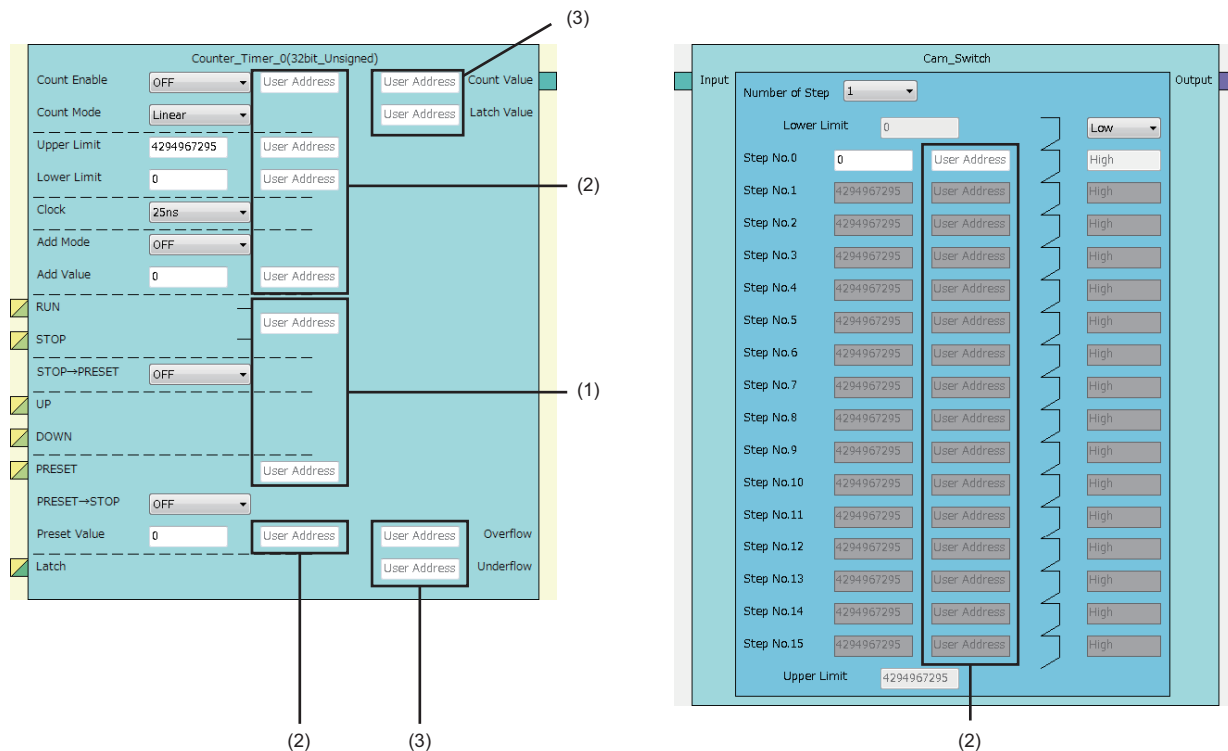 (3)
Counter_Timer_0(32bit_Unsigned)
Count Enable OFF User Address User Address Count Value
Count Mode Linear User Address Latch Value
Upper Limit 4294967295 User Address
Lower Limit 0 User Address
(2)
Clock 25ns
Add Mode OFF
Add Value 0 User Address
RUN
User Address
STOP
STOP→PRESET OFF
(1)
UP
DOWN
PRESET User Address
PRESET→STOP OFF
Preset Value 0 User Address User Address Overflow
Latch User Address Underflow
(2) (3)
Cam_Switch
Input Output
Number of Step 1
Lower Limit 0 Low
Step No.0 0 User Address High
Step No.1 4294967295 User Address High
Step No.2 4294967295 User Address High
Step No.3 4294967295 User Address High
Step No.4 4294967295 User Address High
Step No.5 4294967295 User Address High
Step No.6 4294967295 User Address High
Step No.7 4294967295 User Address High
Step No.8 4294967295 User Address High
Step No.9 4294967295 User Address High
Step No.10 4294967295 User Address High
Step No.11 4294967295 User Address High
Step No.12 4294967295 User Address High
Step No.13 4294967295 User Address High
Step No.14 4294967295 User Address High
Step No.15 4294967295 User Address High
Upper Limit 4294967295
(2)